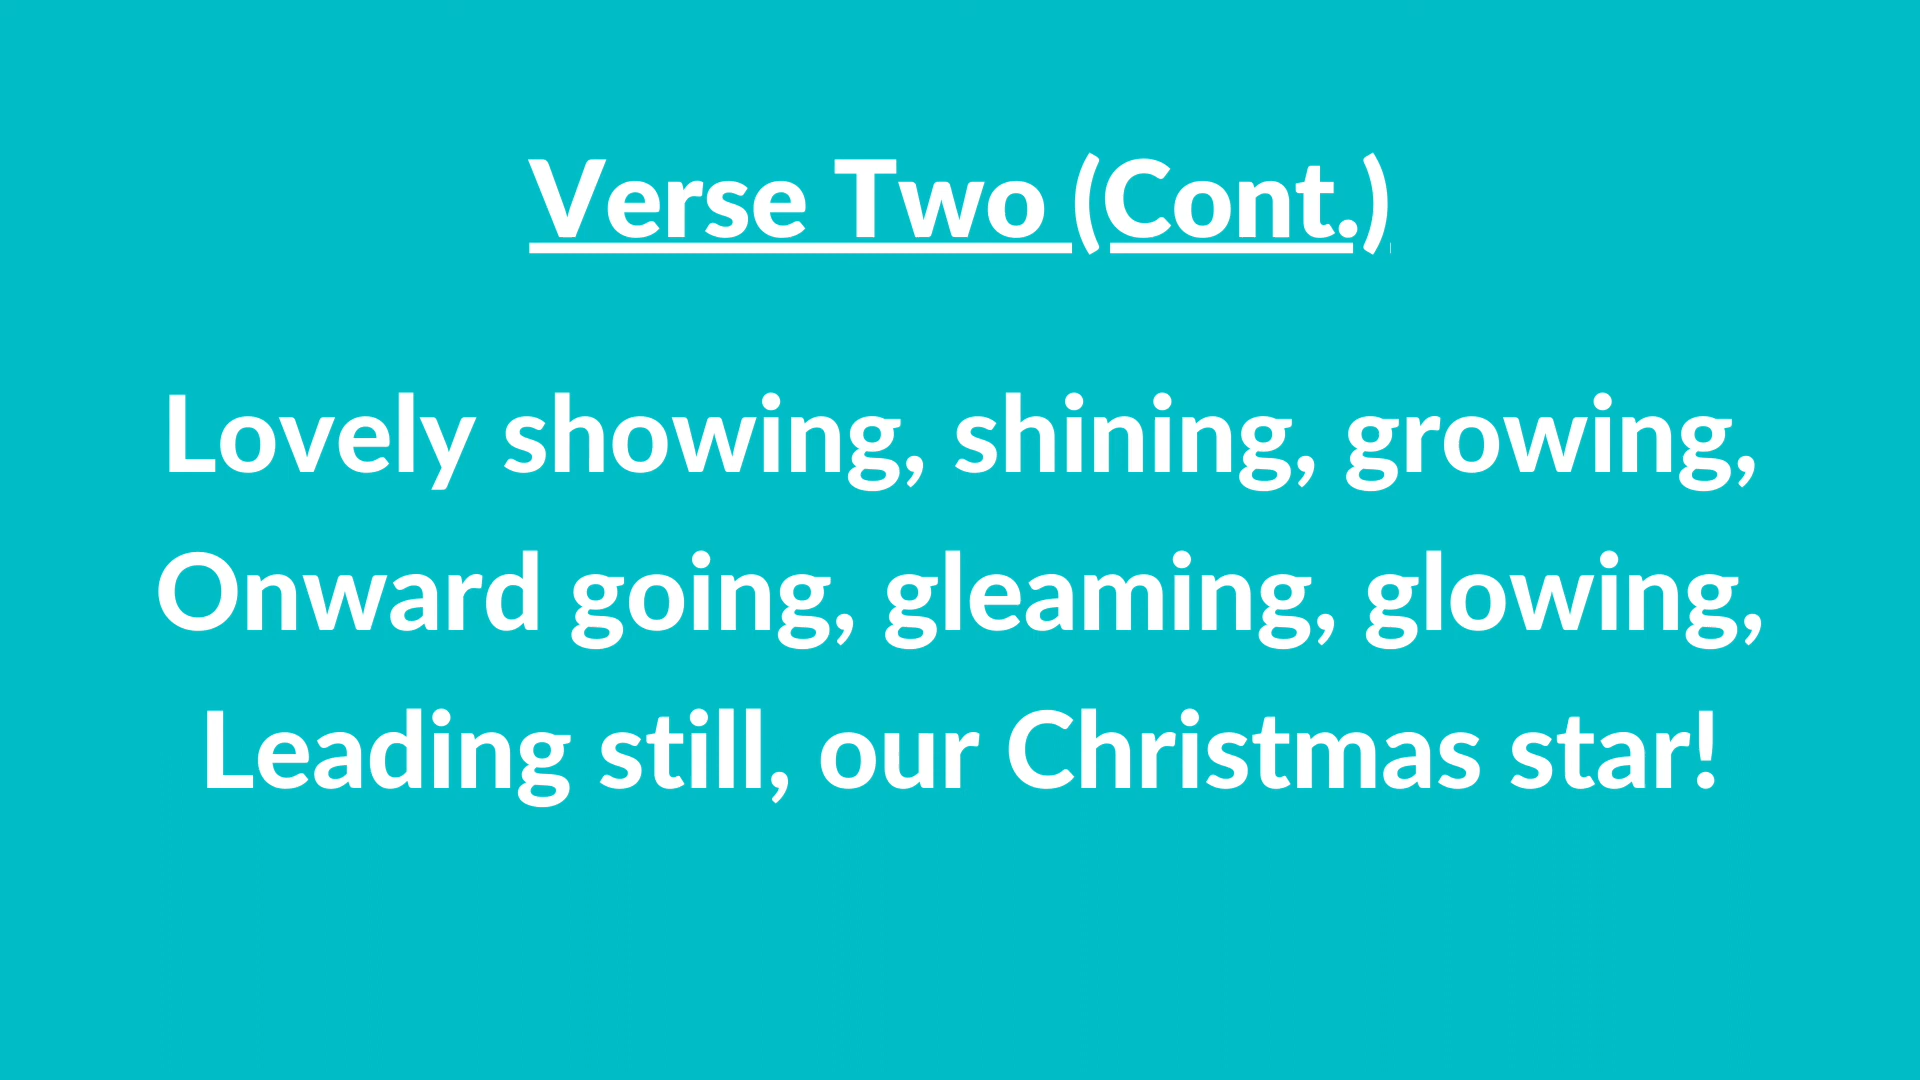 Verse Two (Cont.)
Lovely showing, shining, growing,
Onward going, gleaming, glowing,
Leading still, our Christmas star!